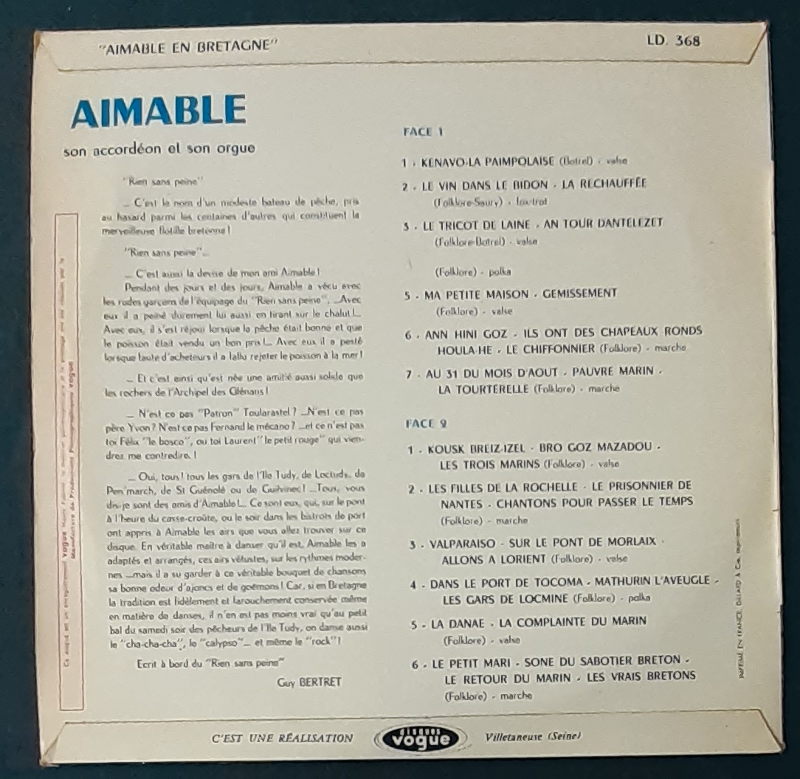 "AIMABLE EN BRETAGNE"
LD. 368
AIMABLE
son accordéon et son orgue
"Rien sans peine"
... C'est le nom d'un modeste bateau de pêche, pris
au hasard parmi les centaines d'autres qui constituent la
merveilleuse flotille bretonne !
"Rien sans peine"...
... C'est aussi la devise de mon ami Aimable !
Pendant des jours et des jours, Aimable a vécu avec
les rudes garçons de l'équipage du "Rien sans peine". ...Avec
eux il a peiné durement lui aussi en tirant sur le chalut !...
Avec eux, il s'est réjoui lorsque la pêche était bonne et que
le poisson était vendu un bon prix !... Avec eux il a pesté
lorsque faute d'acheteurs il a fallu rejeter le poisson à la mer !
... Et c'est ainsi qu'est née une amitié aussi solide que
les rochers de l'Archipel des Glénans !
... N'est ce pas "Patron" Toularastel ? ...N'est ce pas
père Yvon ? N'est ce pas Fernand le mécano ? ...et ce n'est pas
toi Félix "le bosco", ou toi Laurent "le petit rouge" qui vien-
drez me contredire. !
... Oui, tous ! tous les gars de l'Ile Tudy, de Loctudy, de
Pen'march, de St Guénolé ou de Guilvinec ! ...Tous, vous
dis-je sont des amis d'Aimable !... Ce sont eux, qui, sur le pont
à l'heure du casse-croûte, ou le soir dans les bistrots de port
ont appris à Aimable les airs que vous allez trouver sur ce
disque. En véritable maître à danser qu'il est, Aimable les a
adaptés et arrangés, ces airs vétustes, sur les rythmes moder-
nes ...mais il a su garder à ce véritable bouquet de chansons
sa bonne odeur d'ajoncs et de goëmons ! Car, si en Bretagne
la tradition est fidèlement et farouchement conservée même
en matière de danses, il n'en est pas moins vrai qu'au petit
bal du samedi soir des pêcheurs de l'Ile Tudy, on danse aussi
le "cha-cha-cha", le "calypso"... et même le "rock" !
Ecrit à bord du "Rien sans peine"
Guy BERTRET
FACE 1
1 - KENAVO-LA PAIMPOLAISE (Botrel) - valse
2 - LE VIN DANS LE BIDON - LA RECHAUFFÉE
(Folklore-Saury) - fox-trot
3 - LE TRICOT DE LAINE - AN TOUR DANTELEZET
(Folklore-Botrel) - valse
(Folklore) - polka
5 - MA PETITE MAISON - GEMISSEMENT
(Folklore) - valse
6 - ANN HINI GOZ - ILS ONT DES CHAPEAUX RONDS
HOULA-HE - LE CHIFFONNIER (Folklore) - marche
7 - AU 31 DU MOIS D'AOUT - PAUVRE MARIN -
LA TOURTERELLE (Folklore) - marche
FACE 2
1 - KOUSK BREIZ-IZEL - BRO GOZ MAZADOU -
LES TROIS MARINS (Folklore) - valse
2 - LES FILLES DE LA ROCHELLE - LE PRISONNIER DE
NANTES - CHANTONS POUR PASSER LE TEMPS
(Folklore) - marche
3 - VALPARAISO - SUR LE PONT DE MORLAIX -
ALLONS A LORIENT (Folklore) - valse
4 - DANS LE PORT DE TOCOMA - MATHURIN L'AVEUGLE -
LES GARS DE LOCMINE (Folklore) - polka
5 - LA DANAE - LA COMPLAINTE DU MARIN
(Folklore) - valse
6 - LE PETIT MARI - SONE DU SABOTIER BRETON -
LE RETOUR DU MARIN - LES VRAIS BRETONS
(Folklore) - marche
Ce disque est un enregistrement vogue
Manufacture de Productions Phonographiques vogue
IMPRIMÉ EN FRANCE, DILLARD & Cie, imprimeurs
C'EST UNE RÉALISATION
DISQUES
vogue
Villetaneuse (Seine)